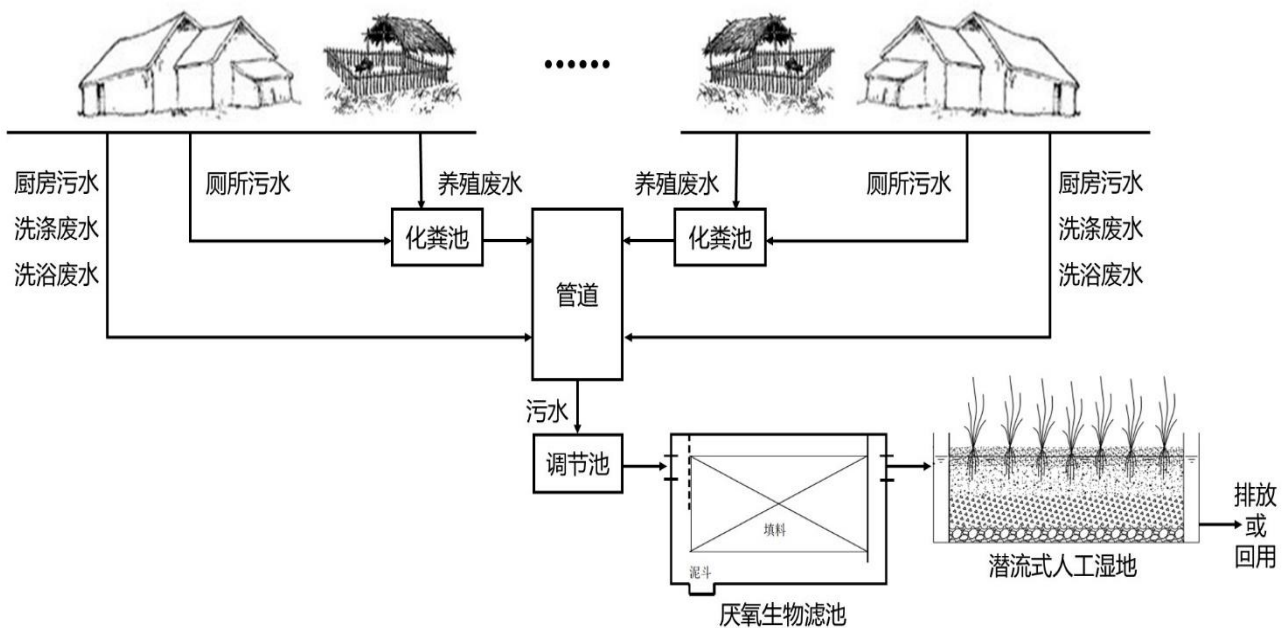 厨房污水
洗涤废水
洗浴废水
厕所污水
养殖废水
养殖废水
厕所污水
厨房污水
洗涤废水
洗浴废水
化粪池
化粪池
管道
污水
调节池
填料
泥斗
厌氧生物滤池
潜流式人工湿地
排放
或
回用